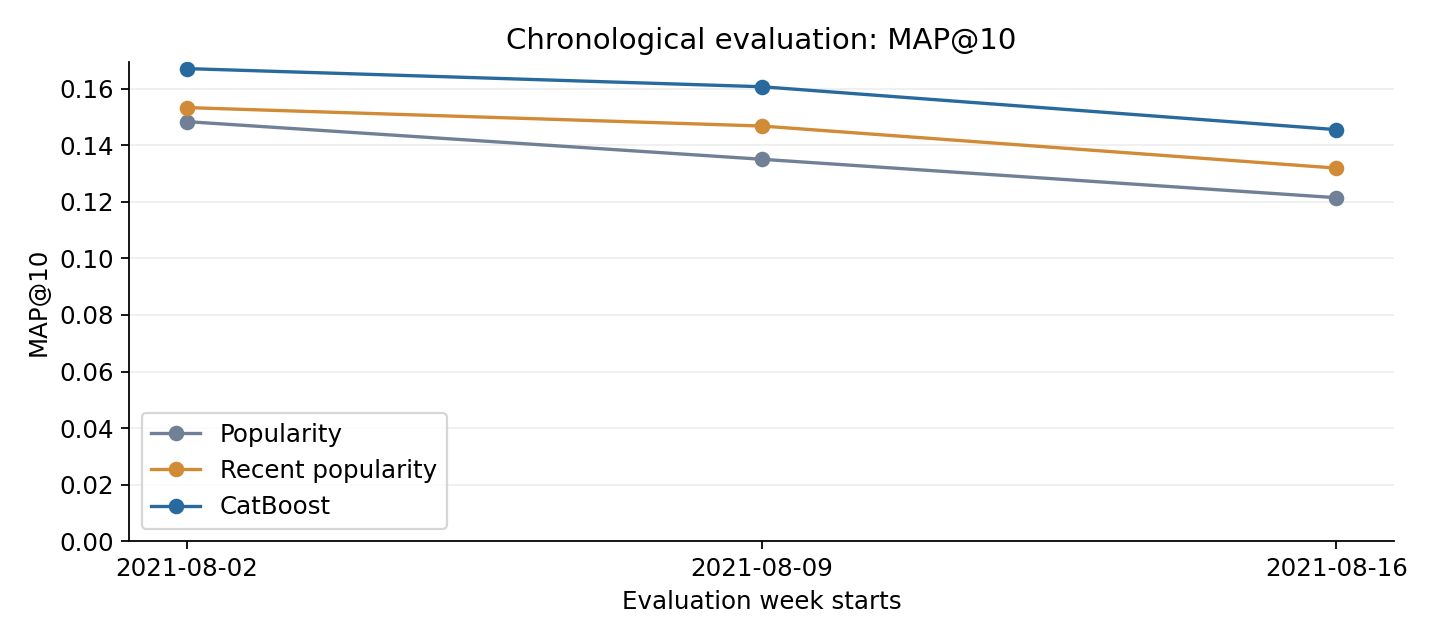 Chronological evaluation: MAP@10
MAP@10
0.16
0.14
0.12
0.10
0.08
0.06
0.04
0.02
0.00
Popularity
Recent popularity
CatBoost
2021-08-02 2021-08-09 2021-08-16
Evaluation week starts